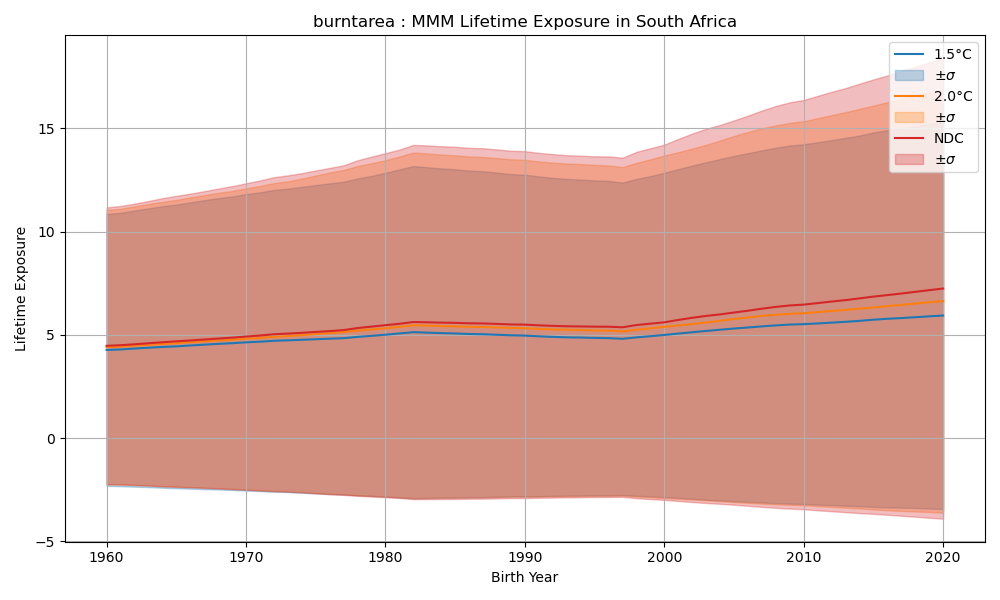 burntarea : MMM Lifetime Exposure in South Africa
1.5°C
±σ
2.0°C
±σ
NDC
±σ
Lifetime Exposure
15
10
5
0
−5
1960 1970 1980 1990 2000 2010 2020
Birth Year